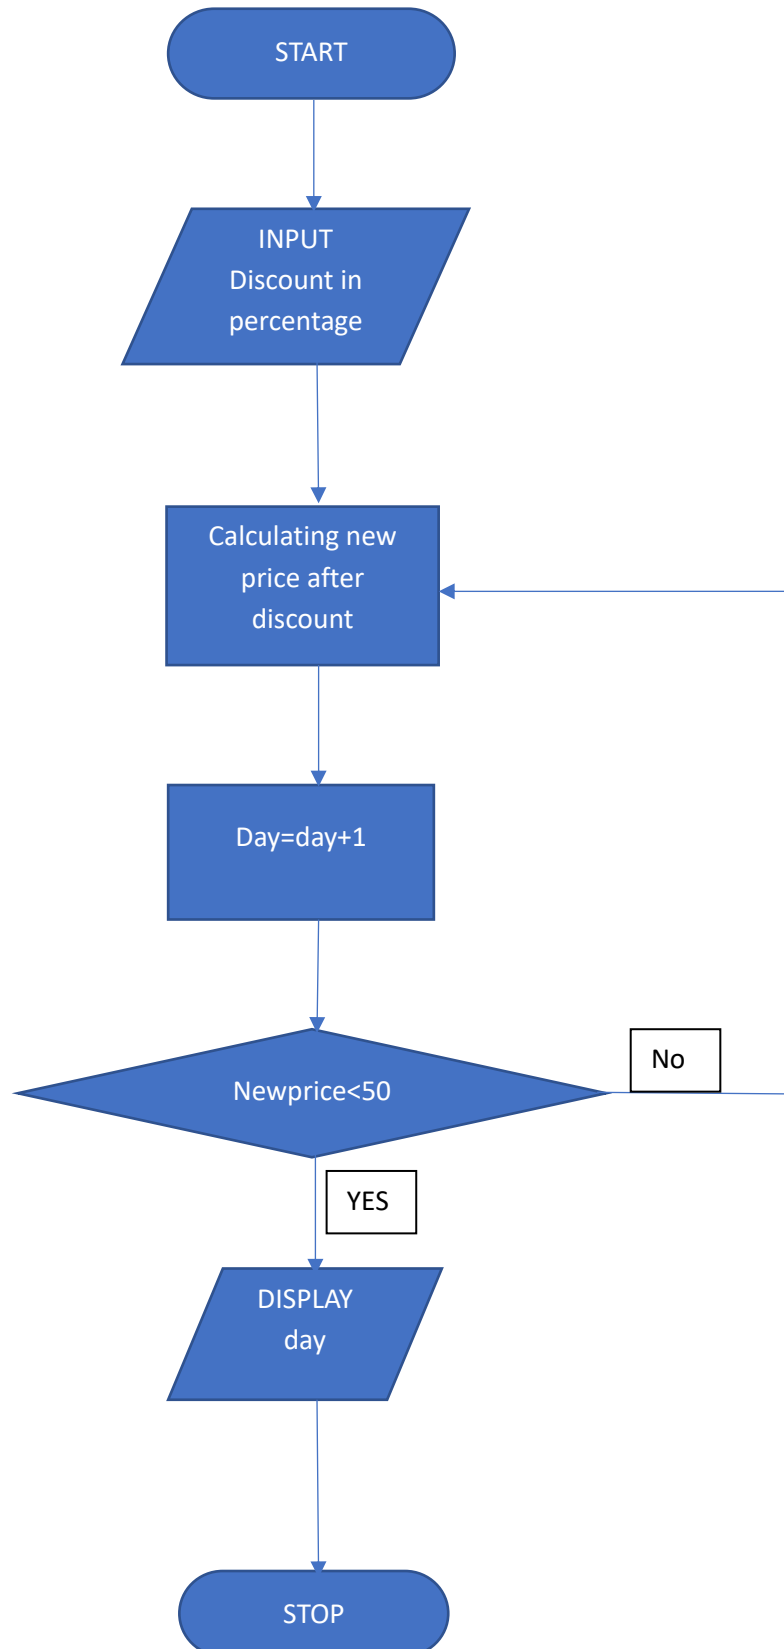 START
INPUT
Discount in
percentage
Calculating new
price after
discount
Day=day+1
Newprice<50
No
YES
DISPLAY
day
STOP